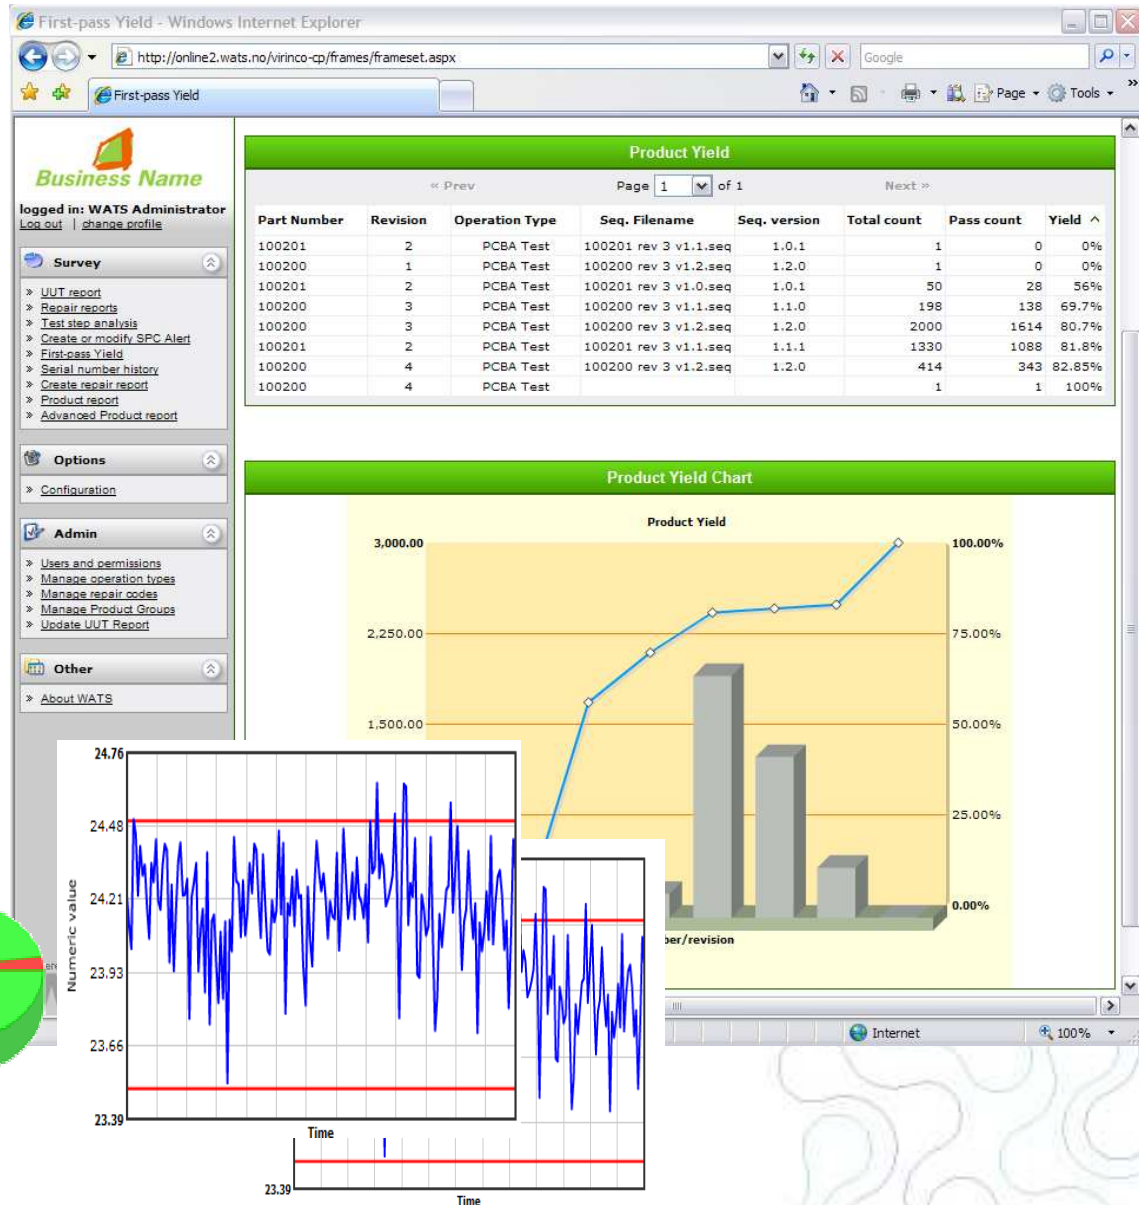 First-pass Yield - Windows Internet Explorer
http://online2.wats.no/virinco-cp/frames/frameset.aspx
Google
First-pass Yield
Page
Tools
»
Business Name
logged in: WATS Administrator
Log out | change profile
Survey
» UUT report
» Repair reports
» Test step analysis
» Create or modify SPC Alert
» First-pass Yield
» Serial number history
» Create repair report
» Product report
» Advanced Product report
Options
» Configuration
Admin
» Users and permissions
» Manage operation types
» Manage repair codes
» Manage Product Groups
» Update UUT Report
Other
» About WATS
Product Yield
« Prev Page 1 of 1 Next »
Part Number Revision Operation Type Seq. Filename Seq. version Total count Pass count Yield ^
100201 2 PCBA Test 100201 rev 3 v1.1.seq 1.0.1 1 0 0%
100200 1 PCBA Test 100200 rev 3 v1.2.seq 1.2.0 1 0 0%
100201 2 PCBA Test 100201 rev 3 v1.0.seq 1.0.1 50 28 56%
100200 3 PCBA Test 100200 rev 3 v1.1.seq 1.1.0 198 138 69.7%
100200 3 PCBA Test 100200 rev 3 v1.2.seq 1.2.0 2000 1614 80.7%
100201 2 PCBA Test 100201 rev 3 v1.1.seq 1.1.1 1330 1088 81.8%
100200 4 PCBA Test 100200 rev 3 v1.2.seq 1.2.0 414 343 82.85%
100200 4 PCBA Test 1 1 100%
Product Yield Chart
Product Yield
3,000.00 100.00%
2,250.00 75.00%
1,500.00 50.00%
25.00%
0.00%
ber/revision
24.76
24.48
24.21
23.93
23.66
23.39
Numeric value
Time
23.39
Time
Internet
100%